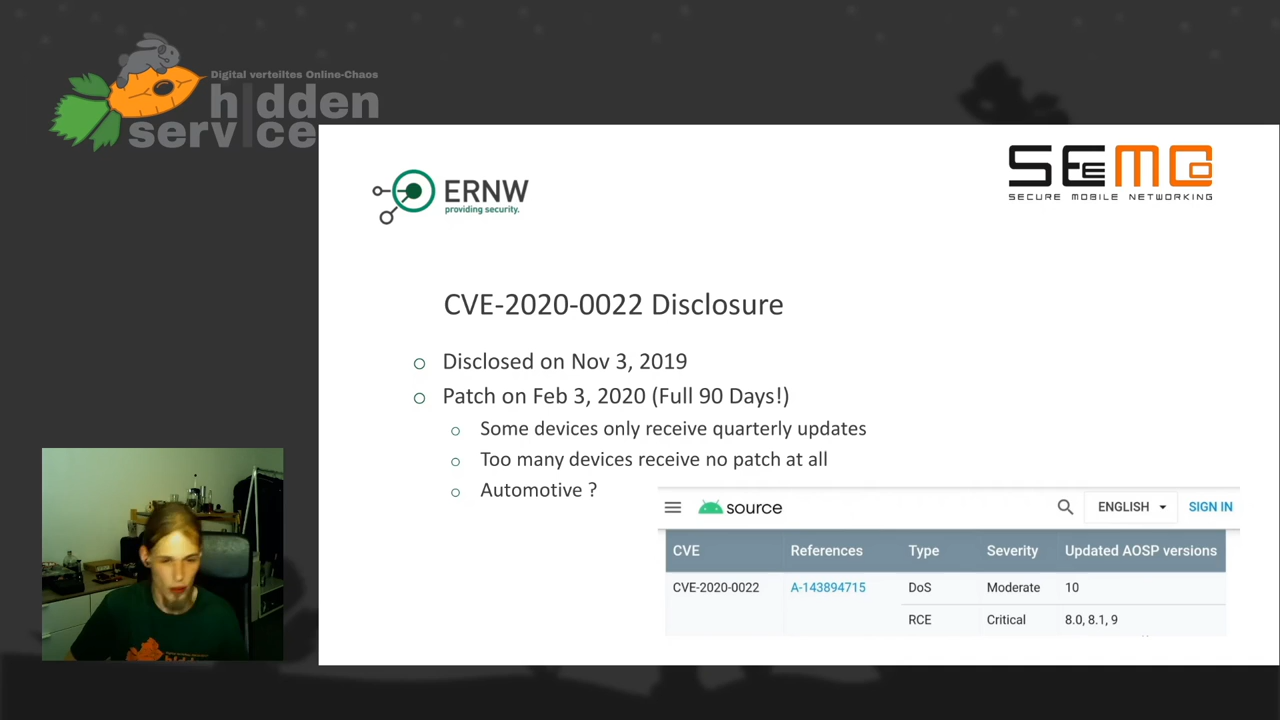 Digital verteiltes Online-Chaos
h|dden
serv|ce
ERNW
providing security.
SEEMOO
SECURE MOBILE NETWORKING
CVE-2020-0022 Disclosure
Disclosed on Nov 3, 2019
Patch on Feb 3, 2020 (Full 90 Days!)
Some devices only receive quarterly updates
Too many devices receive no patch at all
Automotive ?
source
ENGLISH
SIGN IN
CVE References Type Severity Updated AOSP versions
CVE-2020-0022 A-143894715 DoS Moderate 10
RCE Critical 8.0, 8.1, 9